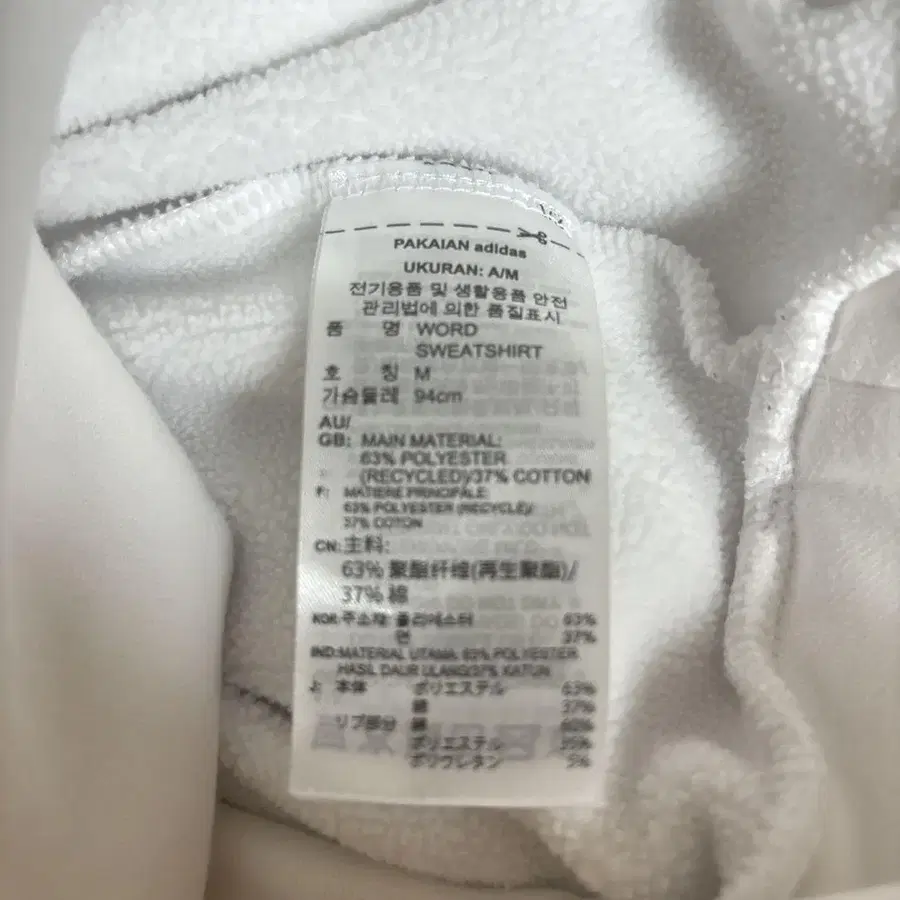 PAKAIAN adidas
UKURAN: A/M
전기용품 및 생활용품 안전
관리법에 의한 품질표시
품 명 WORD
SWEATSHIRT
호 칭 M
가슴둘레 94cm
AU/
GB: MAIN MATERIAL:
63% POLYESTER
(RECYCLED)/37% COTTON
F: MATIERE PRINCIPALE:
63% POLYESTER (RECYCLE)/
37% COTON
CN:主料:
63% 聚酯纤维(再生聚酯)/
37% 棉
KOR:주소재: 폴리에스터 63%
면 37%
IND:MATERIAL UTAMA: 63% POLYESTER
HASIL DAUR ULANG/37% KATUN
J: 本体 ポリエステル 63%
綿 37%
リブ部分 綿 60%
ポリエステル 35%
ポリウレタン 5%